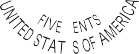 FIVE ENTS
UNITED STAT S OF AMERICA